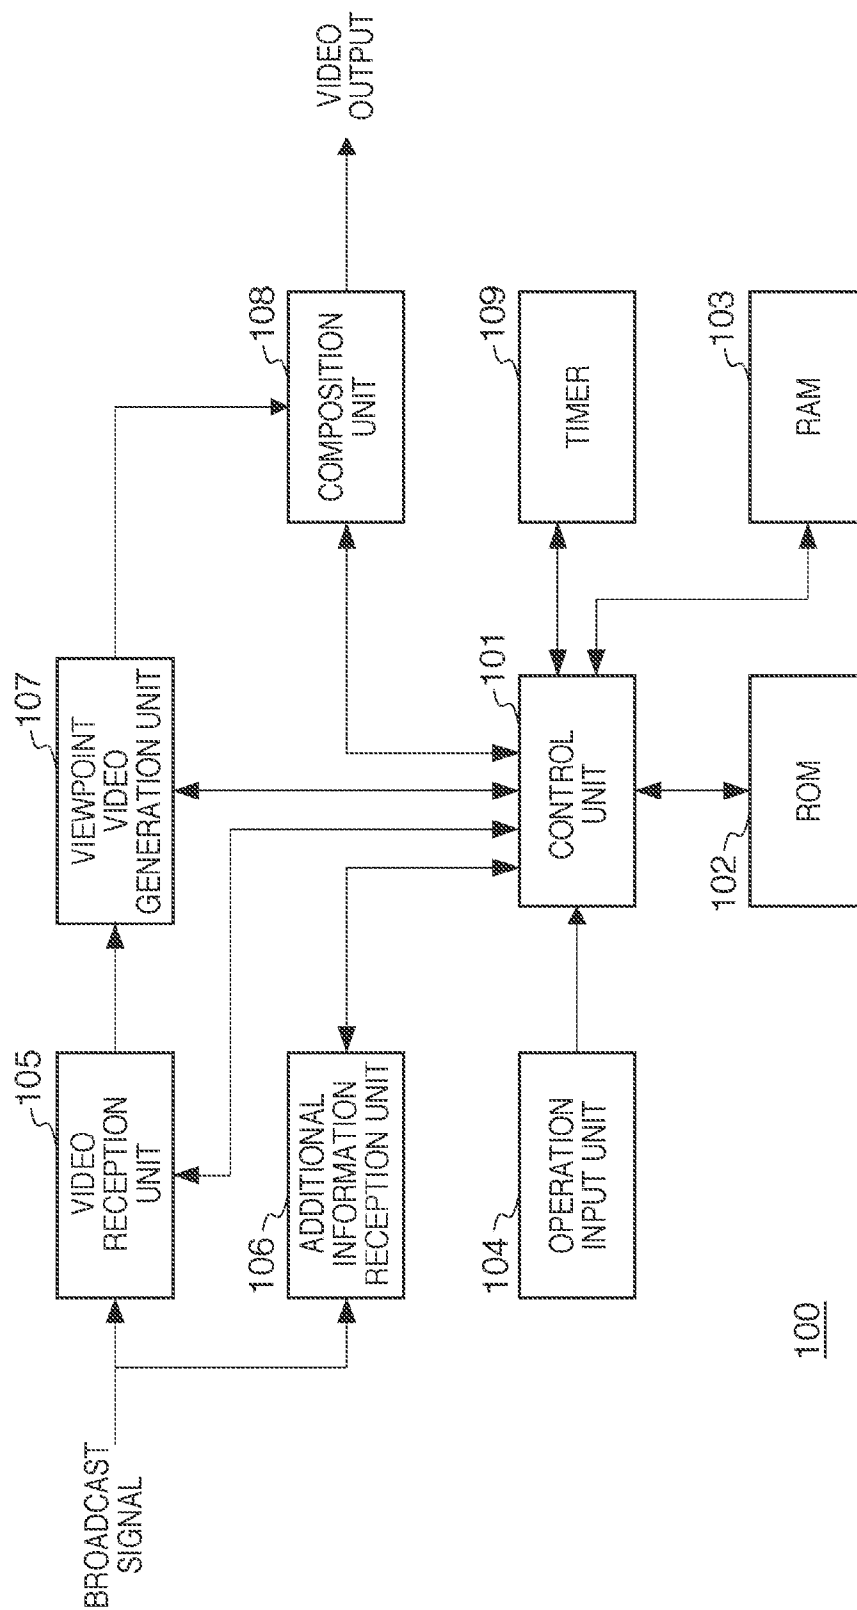 BROADCAST
SIGNAL
105
VIDEO
RECEPTION
UNIT
107
VIEWPOINT
VIDEO
GENERATION UNIT
106
ADDITIONAL
INFORMATION
RECEPTION UNIT
108
COMPOSITION
UNIT
VIDEO
OUTPUT
104
OPERATION
INPUT UNIT
101
CONTROL
UNIT
109
TIMER
102
ROM
103
RAM
100